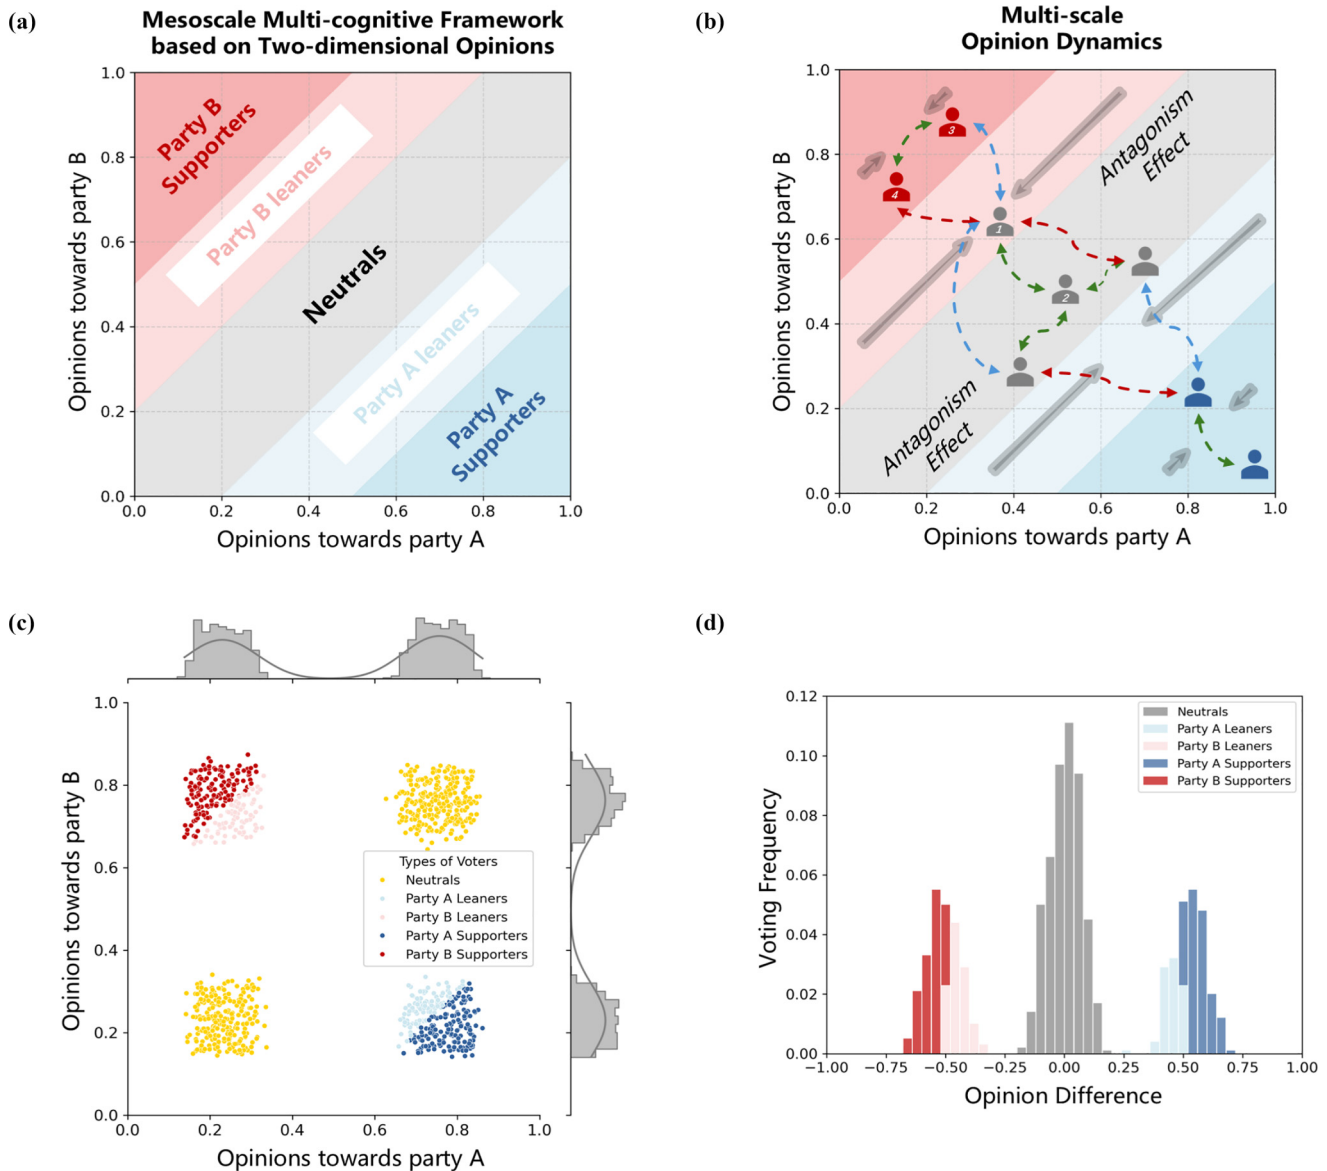 (a)
Mesoscale Multi-cognitive Framework
based on Two-dimensional Opinions
1.0
0.8
0.6
0.4
0.2
0.0
Opinions towards party B
Party B
Supporters
Party B leaners
Neutrals
Party A leaners
Party A
Supporters
0.0
0.2
0.4
0.6
0.8
1.0
Opinions towards party A
(b)
Multi-scale
Opinion Dynamics
1.0
0.8
0.6
0.4
0.2
0.0
Opinions towards party B
Antagonism
Effect
3
4
1
2
Antagonism
Effect
0.0
0.2
0.4
0.6
0.8
1.0
Opinions towards party A
(c)
1.0
0.8
0.6
0.4
0.2
0.0
Opinions towards party B
Types of Voters
Neutrals
Party A Leaners
Party B Leaners
Party A Supporters
Party B Supporters
0.0
0.2
0.4
0.6
0.8
1.0
Opinions towards party A
(d)
0.12
0.10
0.08
0.06
0.04
0.02
0.00
Voting Frequency
Neutrals
Party A Leaners
Party B Leaners
Party A Supporters
Party B Supporters
−1.00
−0.75
−0.50
−0.25
0.00
0.25
0.50
0.75
1.00
Opinion Difference